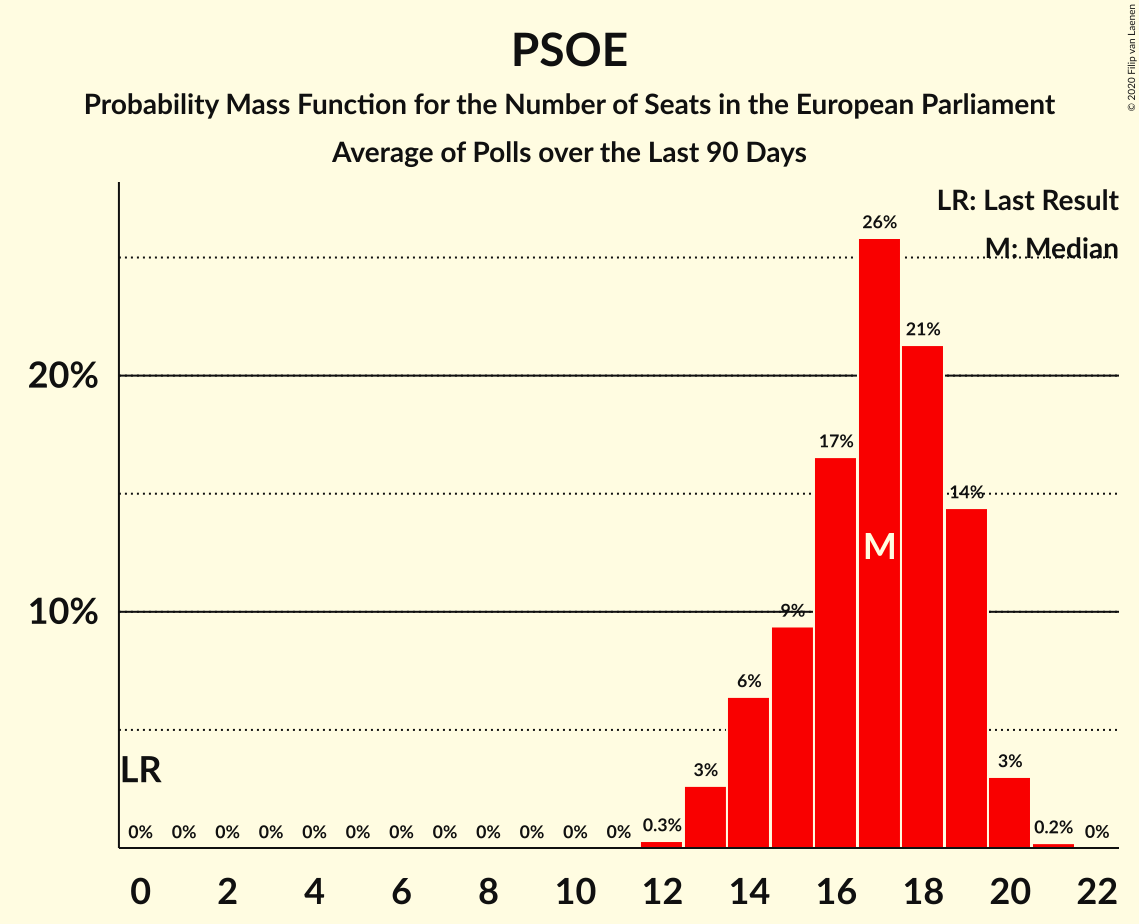 PSOE
Probability Mass Function for the Number of Seats in the European Parliament
Average of Polls over the Last 90 Days
© 2020 Filip van Laenen
LR: Last Result
M: Median
26%
21%
20%
17%
14%
M
10%
9%
6%
LR
3%
3%
0% 0% 0% 0% 0% 0% 0% 0% 0% 0% 0% 0% 0.3% 0.2% 0%
0 2 4 6 8 10 12 14 16 18 20 22